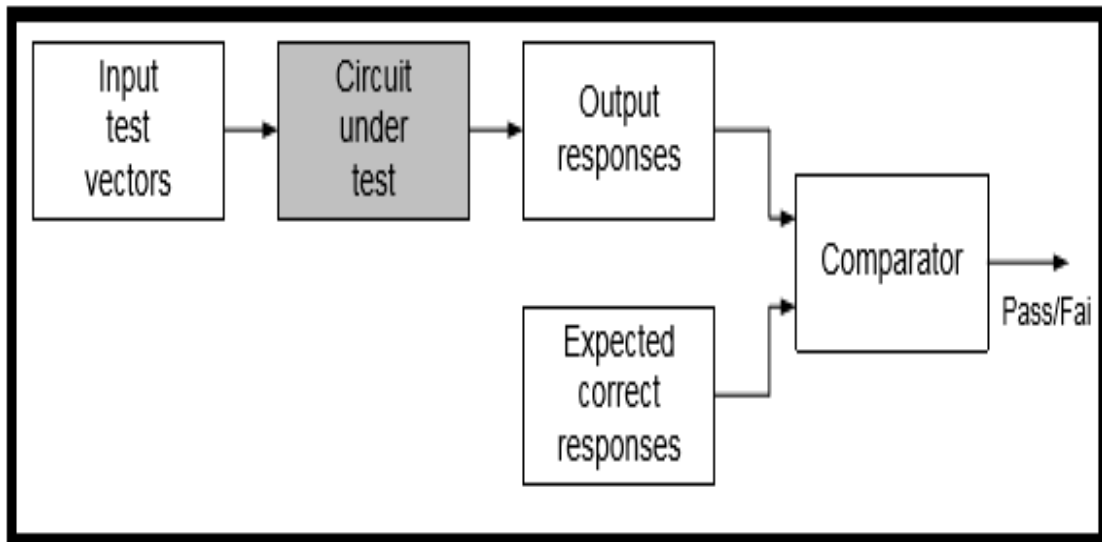 Input
test
vectors
Circuit
under
test
Output
responses
Comparator
Pass/Fai
Expected
correct
responses